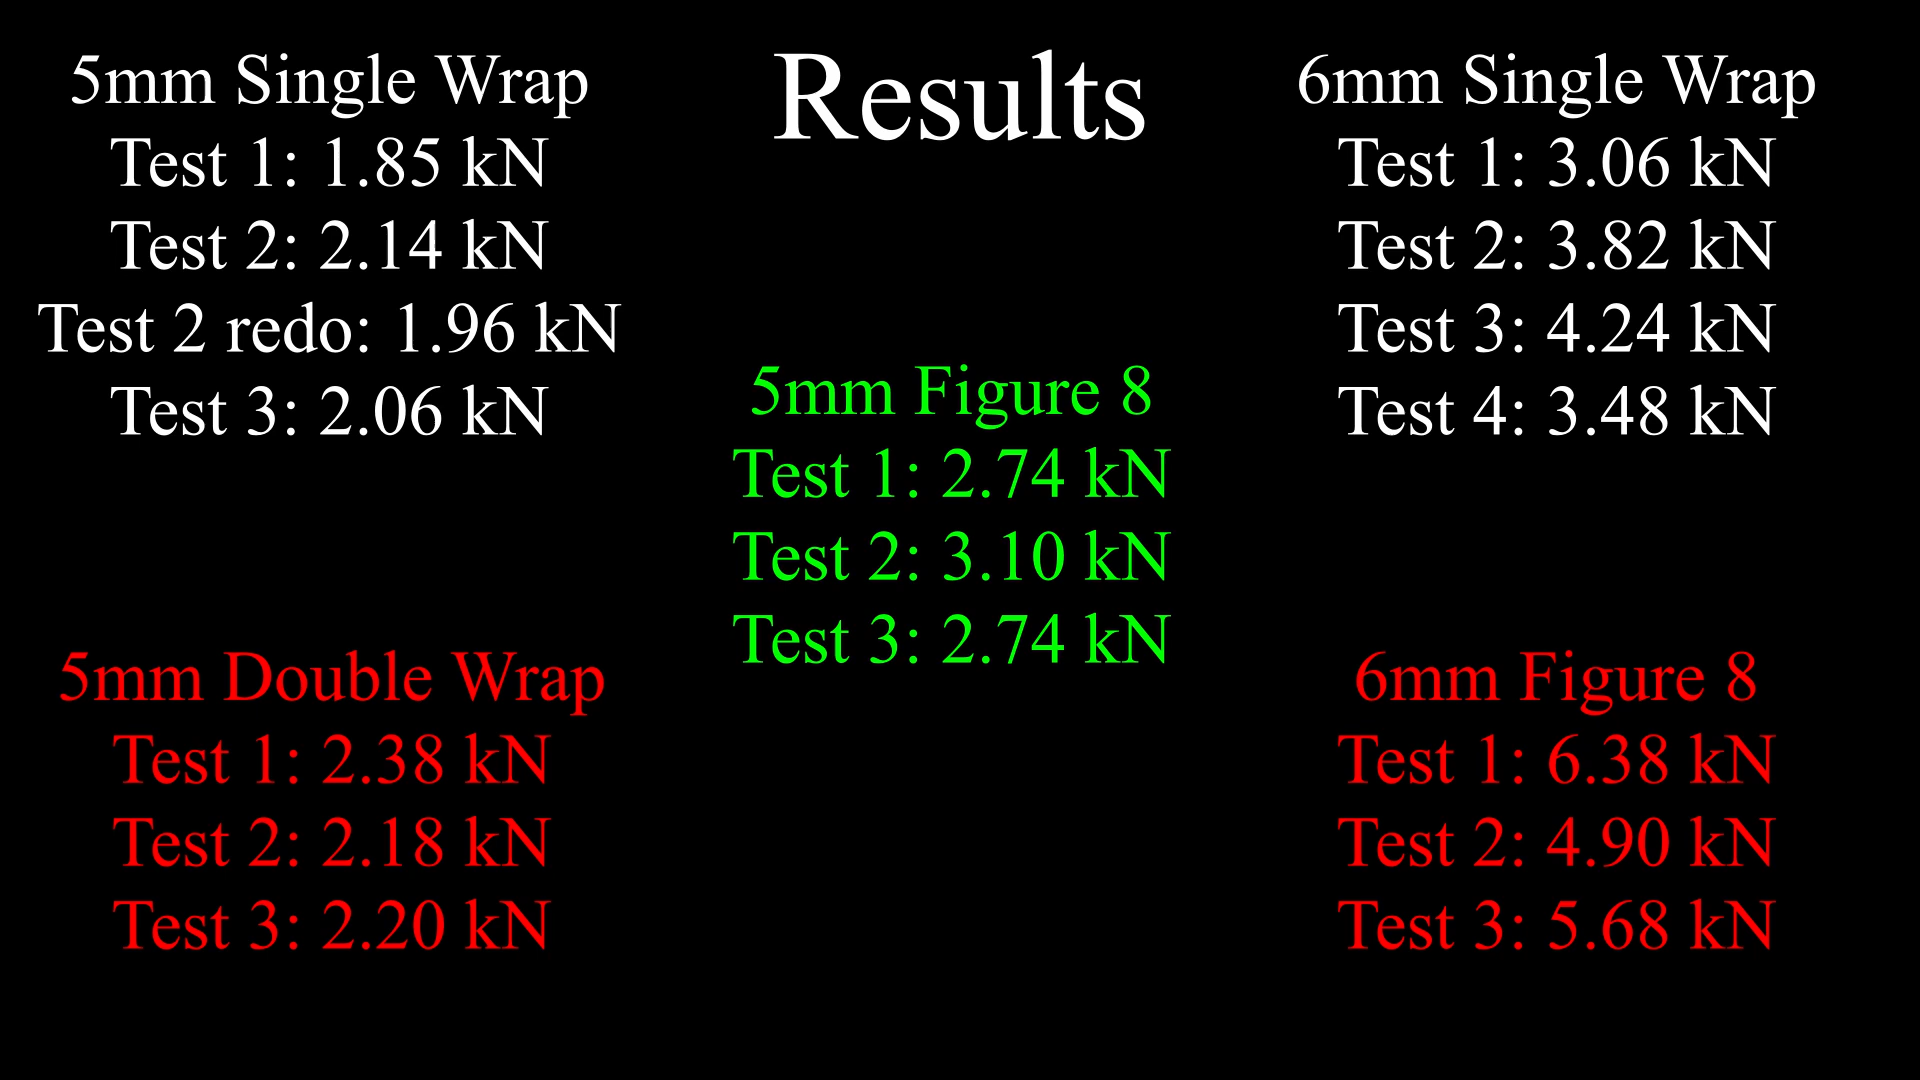 Results
5mm Single Wrap
Test 1: 1.85 kN
Test 2: 2.14 kN
Test 2 redo: 1.96 kN
Test 3: 2.06 kN
5mm Double Wrap
Test 1: 2.38 kN
Test 2: 2.18 kN
Test 3: 2.20 kN
5mm Figure 8
Test 1: 2.74 kN
Test 2: 3.10 kN
Test 3: 2.74 kN
6mm Single Wrap
Test 1: 3.06 kN
Test 2: 3.82 kN
Test 3: 4.24 kN
Test 4: 3.48 kN
6mm Figure 8
Test 1: 6.38 kN
Test 2: 4.90 kN
Test 3: 5.68 kN